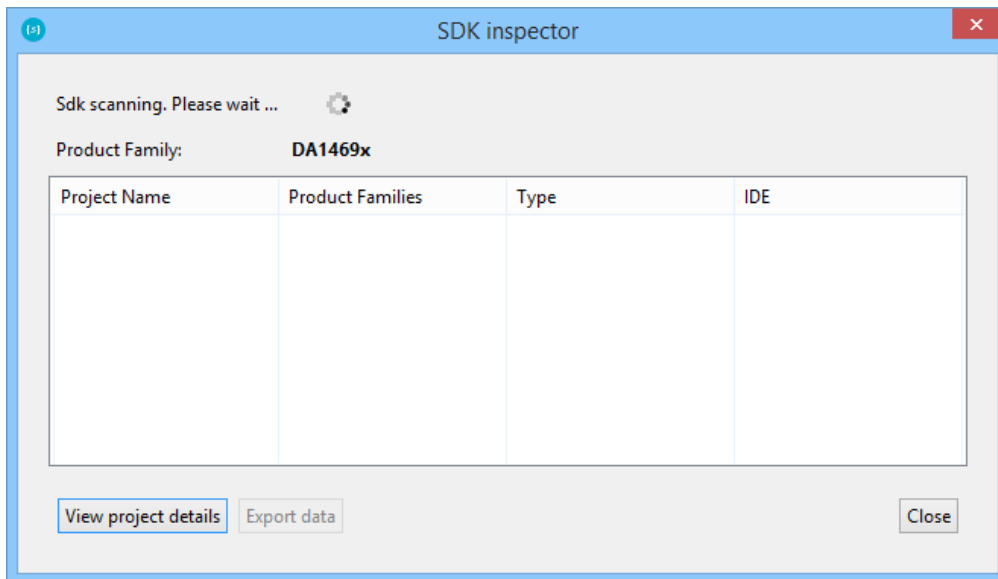 {s}
SDK inspector
Sdk scanning. Please wait ...
Product Family: DA1469x
Project Name Product Families Type IDE
View project details Export data Close